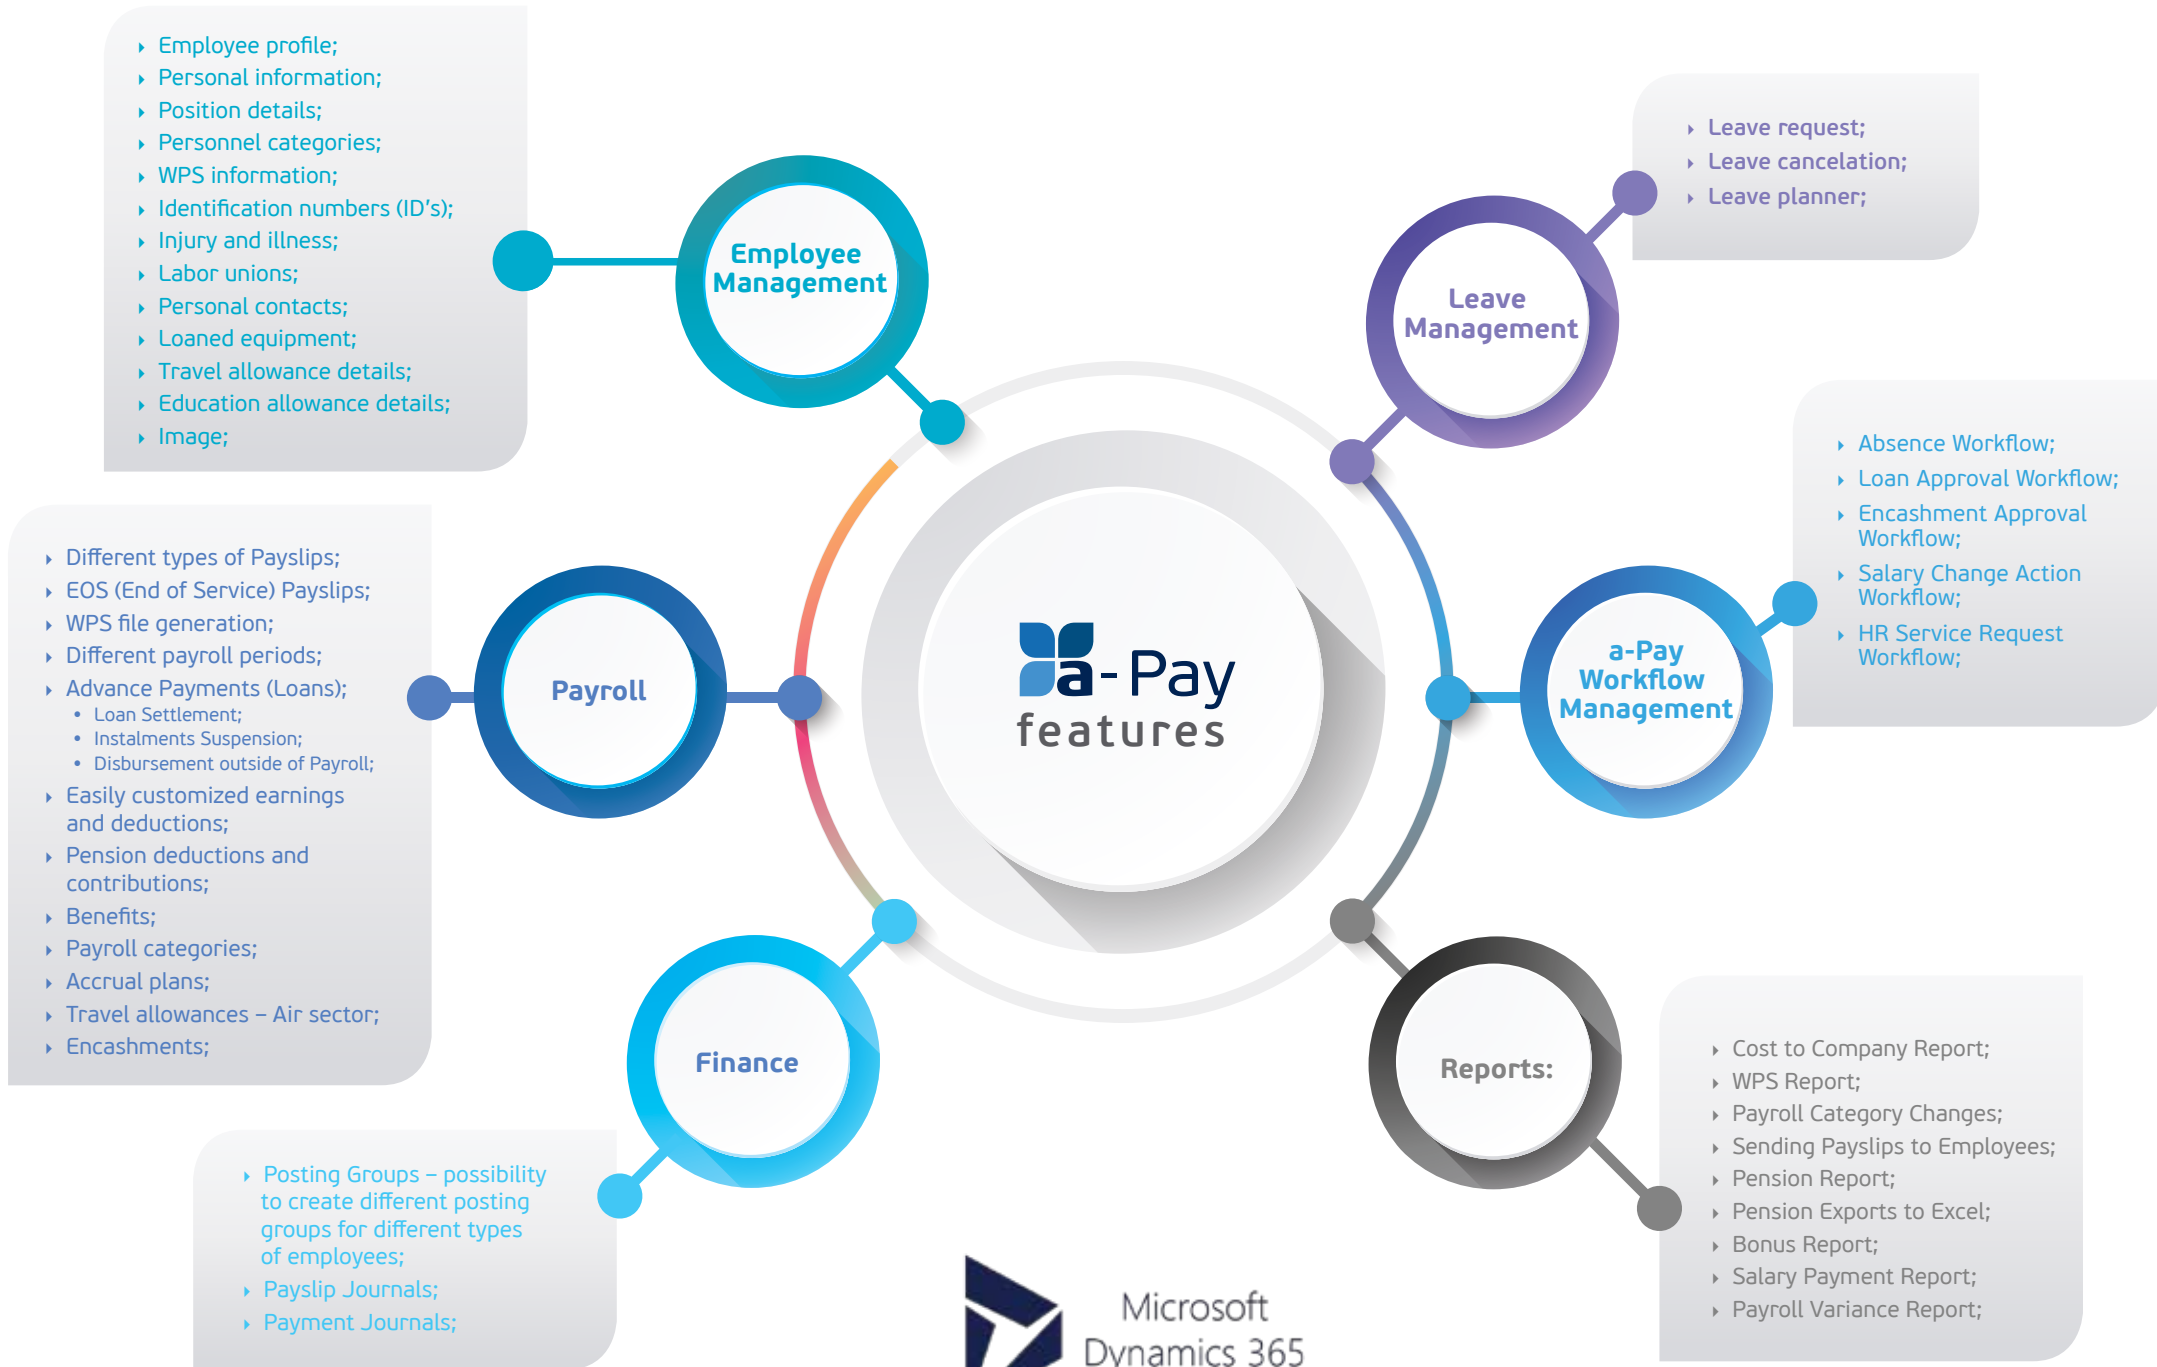 Employee profile;
Personal information;
Position details;
Personnel categories;
WPS information;
Identification numbers (ID's);
Injury and illness;
Labor unions;
Personal contacts;
Loaned equipment;
Travel allowance details;
Education allowance details;
Image;
Employee
Management
Leave request;
Leave cancelation;
Leave planner;
Leave
Management
Different types of Payslips;
EOS (End of Service) Payslips;
WPS file generation;
Different payroll periods;
Advance Payments (Loans);
• Loan Settlement;
• Instalments Suspension;
• Disbursement outside of Payroll;
Easily customized earnings
and deductions;
Pension deductions and
contributions;
Benefits;
Payroll categories;
Accrual plans;
Travel allowances – Air sector;
Encashments;
Payroll
a-Pay
features
Absence Workflow;
Loan Approval Workflow;
Encashment Approval
Workflow;
Salary Change Action
Workflow;
HR Service Request
Workflow;
a-Pay
Workflow
Management
Finance
Posting Groups – possibility
to create different posting
groups for different types
of employees;
Payslip Journals;
Payment Journals;
Reports:
Cost to Company Report;
WPS Report;
Payroll Category Changes;
Sending Payslips to Employees;
Pension Report;
Pension Exports to Excel;
Bonus Report;
Salary Payment Report;
Payroll Variance Report;
Microsoft
Dynamics 365